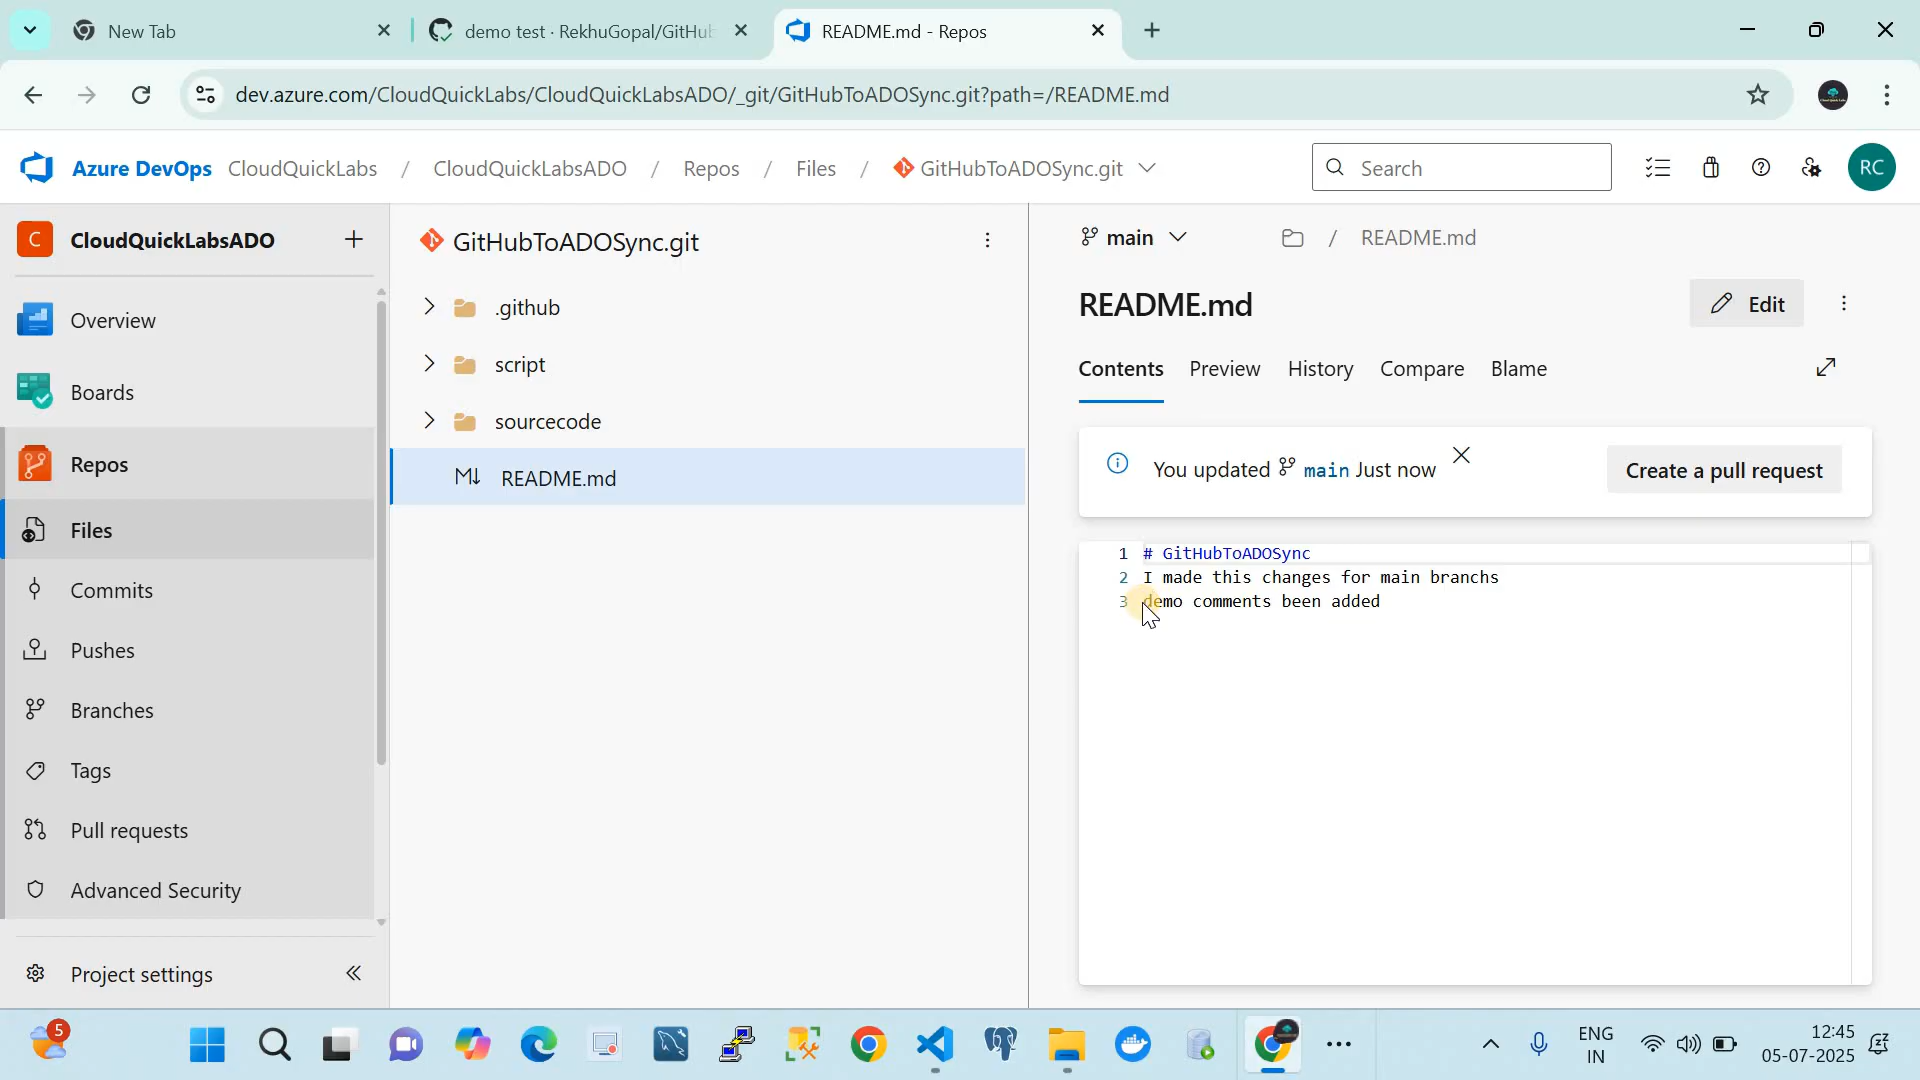 New Tab
demo test · RekhuGopal/GitHub
README.md - Repos
dev.azure.com/CloudQuickLabs/CloudQuickLabsADO/_git/GitHubToADOSync.git?path=/README.md
Azure DevOps CloudQuickLabs / CloudQuickLabsADO / Repos / Files / GitHubToADOSync.git
Search
RC
C CloudQuickLabsADO
Overview
Boards
Repos
Files
Commits
Pushes
Branches
Tags
Pull requests
Advanced Security
Project settings
GitHubToADOSync.git
.github
script
sourcecode
README.md
main / README.md
README.md
Edit
Contents Preview History Compare Blame
You updated main Just now
Create a pull request
1 # GitHubToADOSync
2 I made this changes for main branchs
3 demo comments been added
5
ENG
IN
12:45
05-07-2025